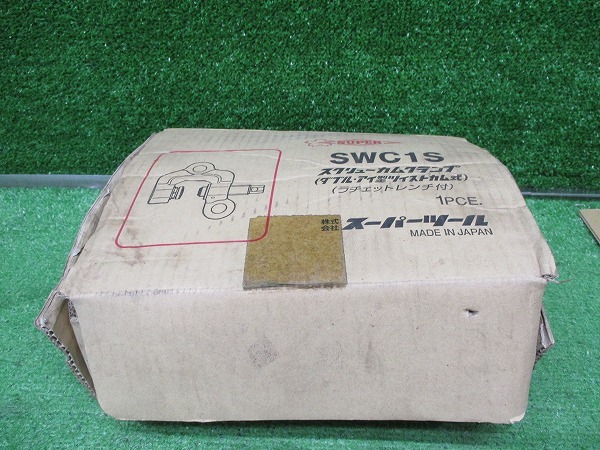 SUPER
SWC1S
スクリューカムクランプ
(ダブル・アイ型ツイストカム式)
(ラチェットレンチ付)
1PCE.
株式会社 スーパーツール
MADE IN JAPAN